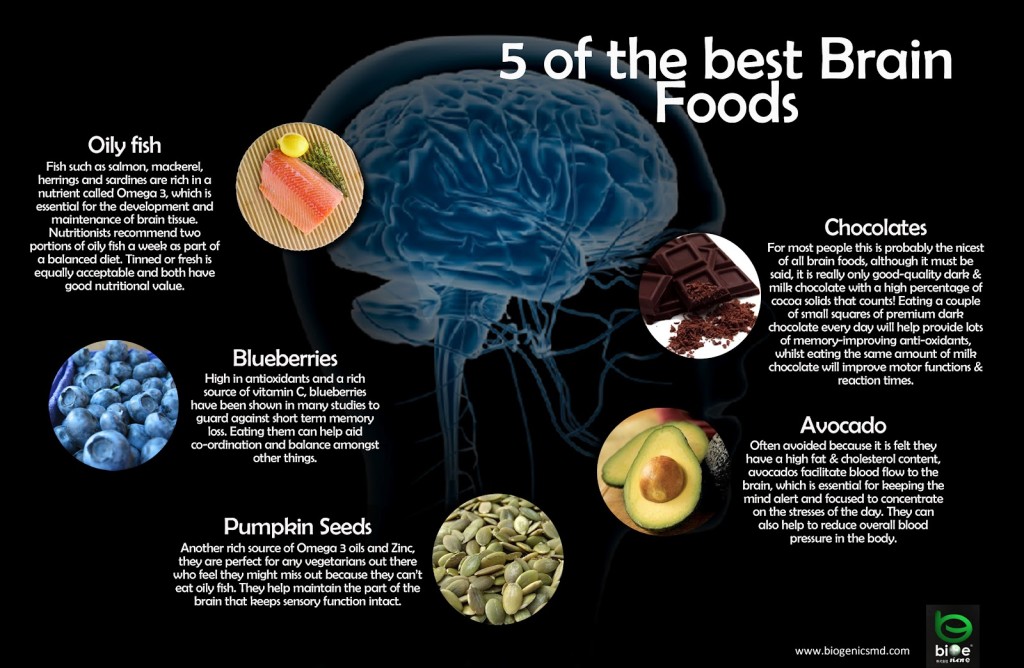 5 of the best Brain
Foods
Oily fish
Fish such as salmon, mackerel,
herrings and sardines are rich in a
nutrient called Omega 3, which is
essential for the development and
maintenance of brain tissue.
Nutritionists recommend two
portions of oily fish a week as part of
a balanced diet. Tinned or fresh is
equally acceptable and both have
good nutritional value.
Chocolates
For most people this is probably the nicest
of all brain foods, although it must be
said, it is really only good-quality dark &
milk chocolate with a high percentage of
cocoa solids that counts! Eating a couple
of small squares of premium dark
chocolate every day will help provide lots
of memory-improving anti-oxidants,
whilst eating the same amount of milk
chocolate will improve motor functions &
reaction times.
Blueberries
High in antioxidants and a rich
source of vitamin C, blueberries
have been shown in many studies to
guard against short term memory
loss. Eating them can help aid
co-ordination and balance amongst
other things.
Avocado
Often avoided because it is felt they
have a high fat & cholesterol content,
avocados facilitate blood flow to the
brain, which is essential for keeping the
mind alert and focused to concentrate
on the stresses of the day. They can
also help to reduce overall blood
pressure in the body.
Pumpkin Seeds
Another rich source of Omega 3 oils and Zinc,
they are perfect for any vegetarians out there
who feel they might miss out because they can't
eat oily fish. They help maintain the part of the
brain that keeps sensory function intact.
www.biogenicsmd.com